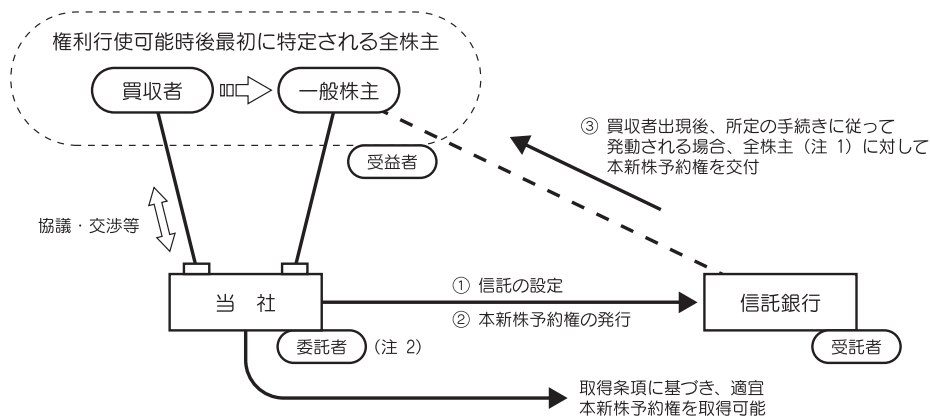 権利行使可能時後最初に特定される全株主
買収者
一般株主
受益者
③ 買収者出現後、所定の手続きに従って
発動される場合、全株主（注 1）に対して
本新株予約権を交付
協議・交渉等
① 信託の設定
当 社
信託銀行
② 本新株予約権の発行
委託者
（注 2）
受託者
取得条項に基づき、適宜
本新株予約権を取得可能